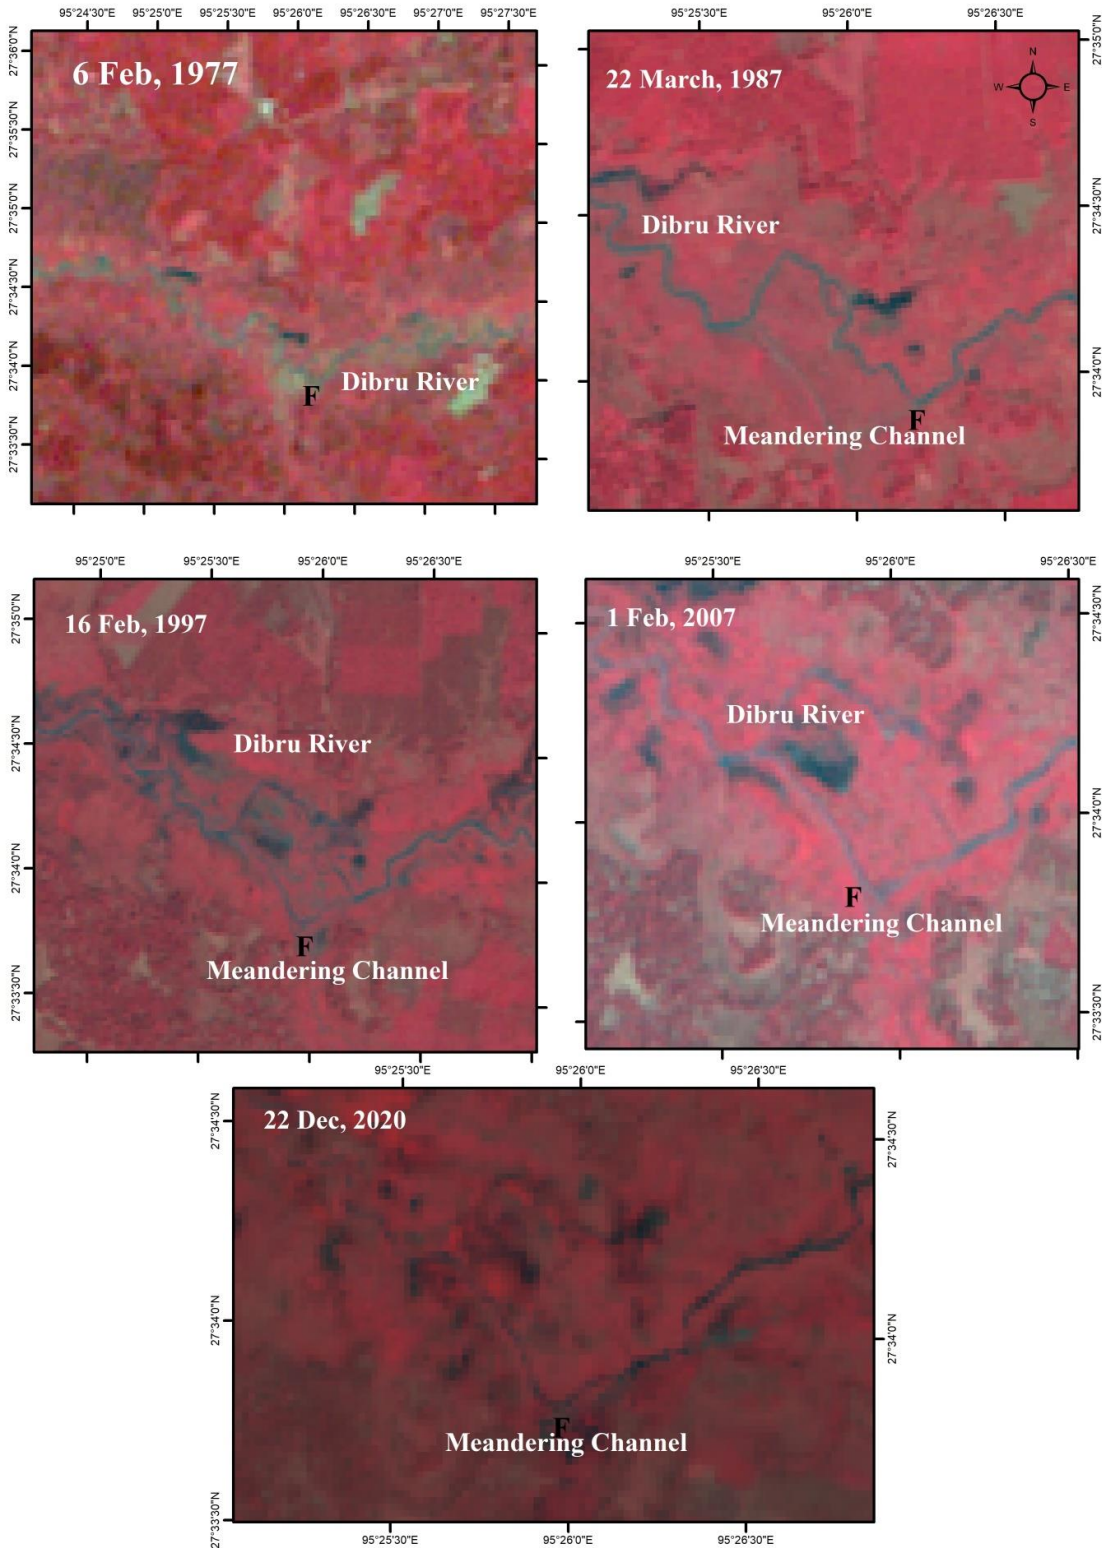 95°24'30"E 95°25'0"E 95°25'30"E 95°26'0"E 95°26'30"E 95°27'0"E 95°27'30"E
27°36'0"N
27°35'30"N
27°35'0"N
27°34'30"N
27°34'0"N
27°33'30"N
6 Feb, 1977
Dibru River
F
95°25'30"E 95°26'0"E 95°26'30"E
27°35'0"N
27°34'30"N
27°34'0"N
22 March, 1987
N
W E
S
Dibru River
F
Meandering Channel
95°25'0"E 95°25'30"E 95°26'0"E 95°26'30"E
27°35'0"N
27°34'30"N
27°34'0"N
27°33'30"N
16 Feb, 1997
Dibru River
F
Meandering Channel
95°25'30"E 95°26'0"E 95°26'30"E
27°34'30"N
27°34'0"N
27°33'30"N
1 Feb, 2007
Dibru River
F
Meandering Channel
95°25'30"E 95°26'0"E 95°26'30"E
27°34'30"N
27°34'0"N
27°33'30"N
22 Dec, 2020
27°34'30"N
27°34'0"N
F
Meandering Channel
95°25'30"E 95°26'0"E 95°26'30"E